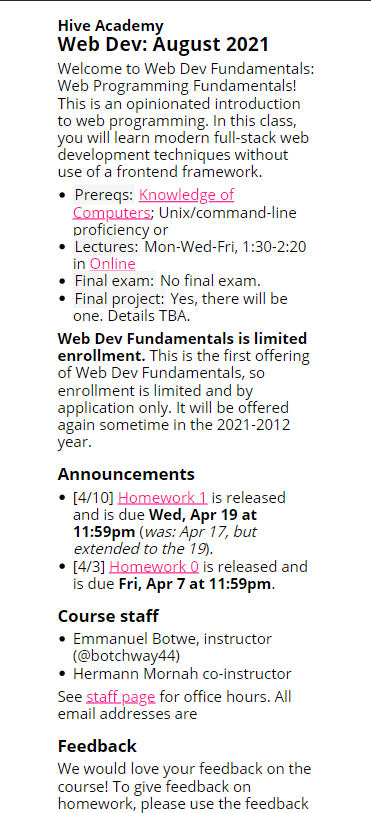 Hive Academy
Web Dev: August 2021
Welcome to Web Dev Fundamentals:
Web Programming Fundamentals!
This is an opinionated introduction
to web programming. In this class,
you will learn modern full-stack web
development techniques without
use of a frontend framework.
• Prereqs: Knowledge of
Computers; Unix/command-line
proficiency or
• Lectures: Mon-Wed-Fri, 1:30-2:20
in Online
• Final exam: No final exam.
• Final project: Yes, there will be
one. Details TBA.
Web Dev Fundamentals is limited
enrollment. This is the first offering
of Web Dev Fundamentals, so
enrollment is limited and by
application only. It will be offered
again sometime in the 2021-2012
year.
Announcements
• [4/10] Homework 1 is released
and is due Wed, Apr 19 at
11:59pm (was: Apr 17, but
extended to the 19).
• [4/3] Homework 0 is released and
is due Fri, Apr 7 at 11:59pm.
Course staff
• Emmanuel Botwe, instructor
(@botchway44)
• Hermann Mornah co-instructor
See staff page for office hours. All
email addresses are
Feedback
We would love your feedback on the
course! To give feedback on
homework, please use the feedback